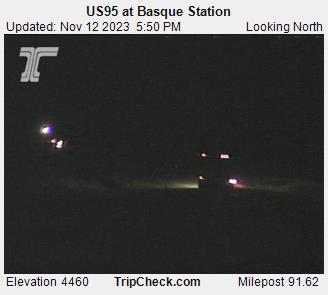 US95 at Basque Station
Updated: Nov 12 2023 5:50 PM Looking North
Elevation 4460 TripCheck.com Milepost 91.62